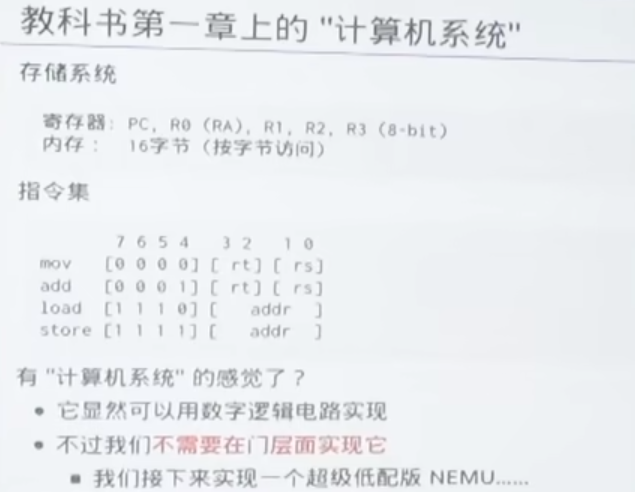 教科书第一章上的 "计算机系统"
存储系统
寄存器: PC, R0 (RA), R1, R2, R3 (8-bit)
内存: 16字节 (按字节访问)
指令集
7 6 5 4 3 2 1 0
mov [0 0 0 0] [ rt] [ rs]
add [0 0 0 1] [ rt] [ rs]
load [1 1 1 0] [ addr ]
store [1 1 1 1] [ addr ]
有 "计算机系统" 的感觉了?
• 它显然可以用数字逻辑电路实现
• 不过我们不需要在门层面实现它
▪ 我们接下来实现一个超级低配版 NEMU......